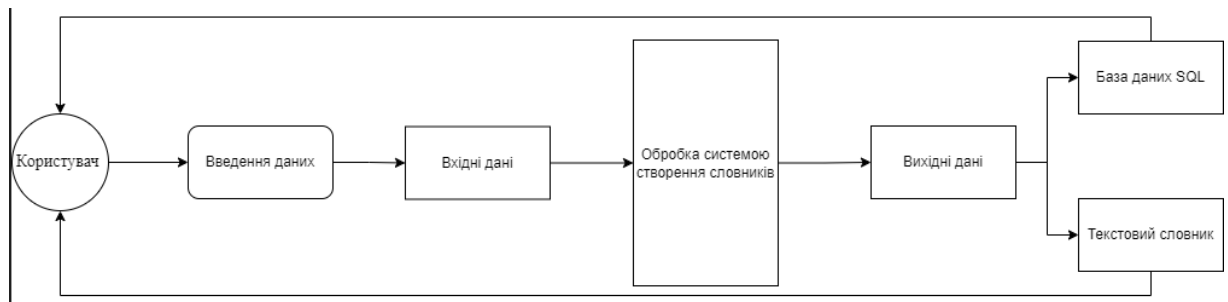 База даних SQL
Користувач
Введення даних
Вхідні дані
Обробка системою
створення словників
Вихідні дані
Текстовий словник